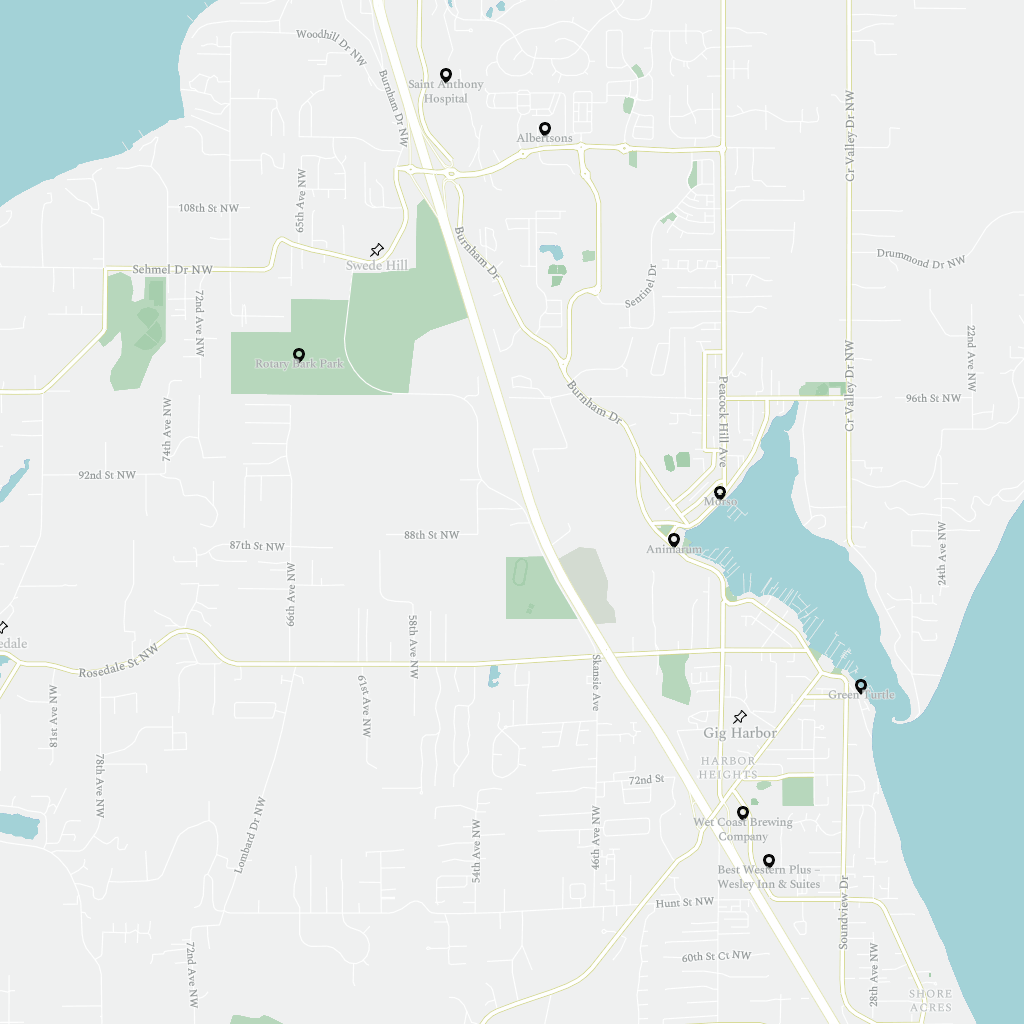 Woodhill Dr NW
Burnham Dr NW
Saint Anthony
Hospital
Albertsons
Cr Valley Dr NW
65th Ave NW
108th St NW
Swede Hill
Sehmel Dr NW
Burnham Dr
Drummond Dr NW
Sentinel Dr
72nd Ave NW
22nd Ave NW
Rotary Bark Park
Cr Valley Dr NW
Peacock Hill Ave
Burnham Dr
96th St NW
74th Ave NW
92nd St NW
Morso
88th St NW
87th St NW
Animarum
24th Ave NW
66th Ave NW
58th Ave NW
edale
Rosedale St NW
Skansie Ave
61st Ave NW
81st Ave NW
Green Turtle
Gig Harbor
HARBOR
HEIGHTS
78th Ave NW
72nd St
Lombard Dr NW
54th Ave NW
46th Ave NW
Wet Coast Brewing
Company
Best Western Plus –
Wesley Inn & Suites
Hunt St NW
Soundview Dr
60th St Ct NW
72nd Ave NW
28th Ave NW
SHORE
ACRES